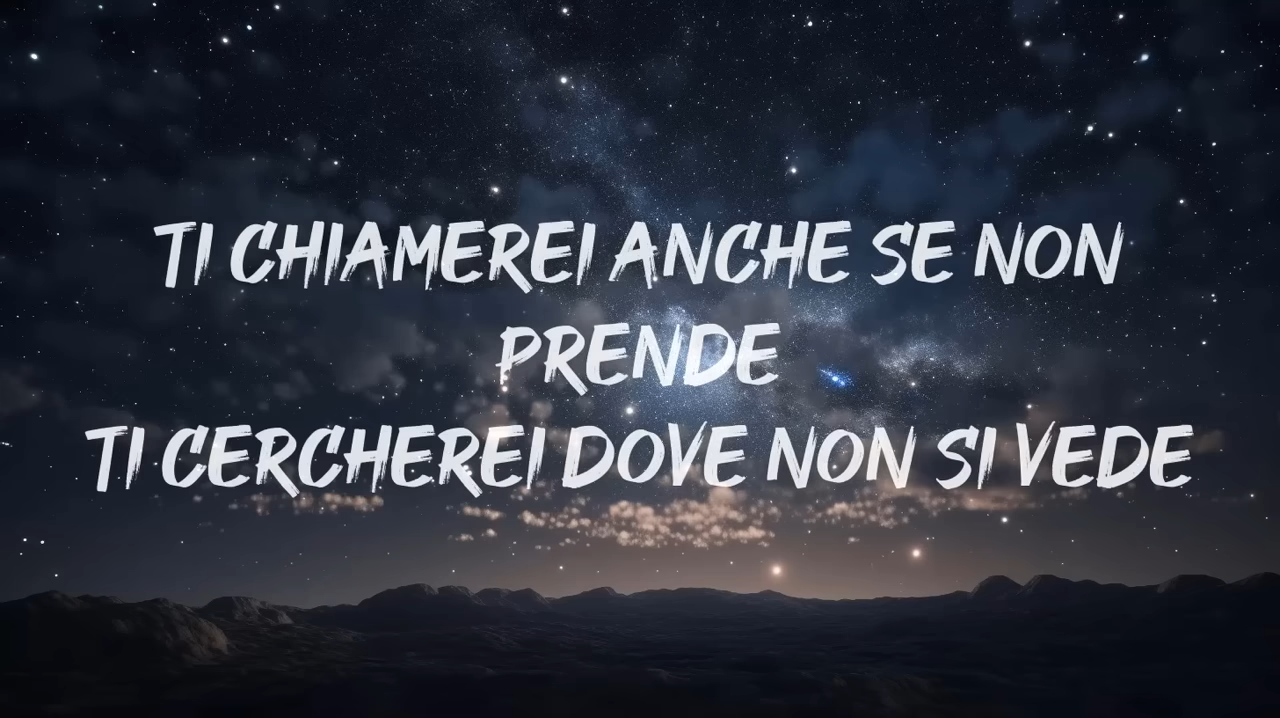 TI CHIAMEREI ANCHE SE NON
PRENDE
TI CERCHEREI DOVE NON SI VEDE